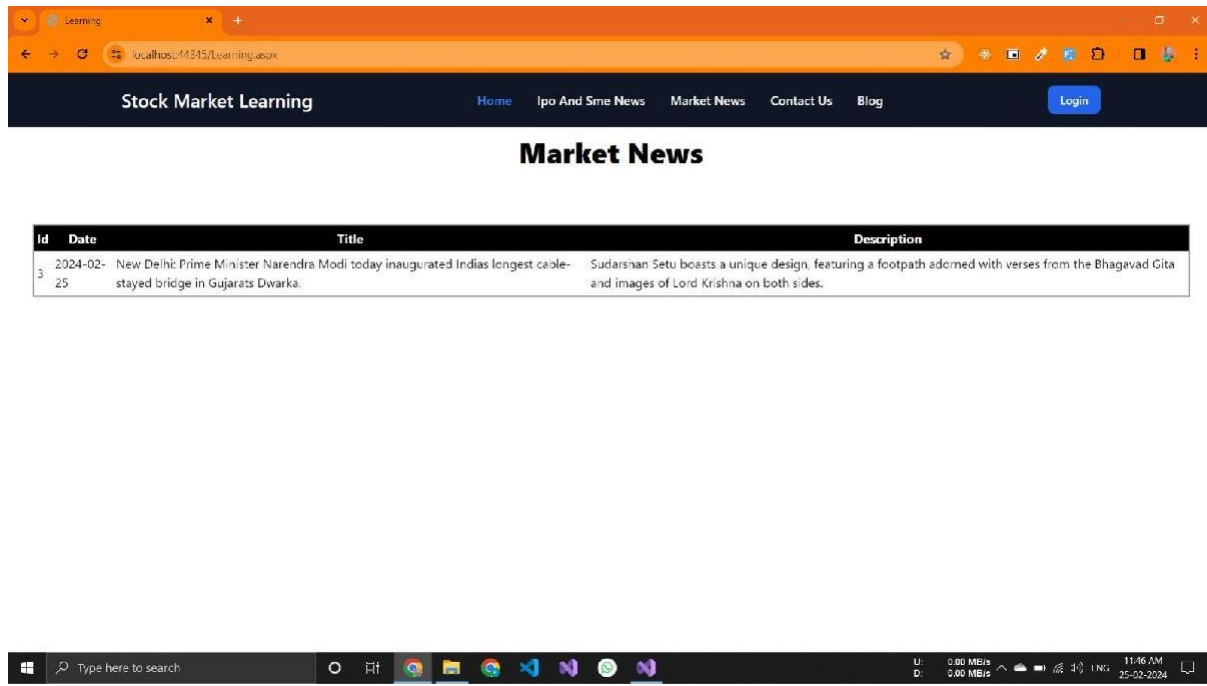 Learning
localhost:44345/Learning.aspx
Stock Market Learning
Home
Ipo And Sme News
Market News
Contact Us
Blog
Login
Market News
Id Date Title Description
3
2024-02-
25
New Delhi: Prime Minister Narendra Modi today inaugurated Indias longest cable-
stayed bridge in Gujarats Dwarka.
Sudarshan Setu boasts a unique design, featuring a footpath adorned with verses from the Bhagavad Gita
and images of Lord Krishna on both sides.
Type here to search
U: 0.00 MB/s
D: 0.00 MB/s
ENG
11:46 AM
25-02-2024